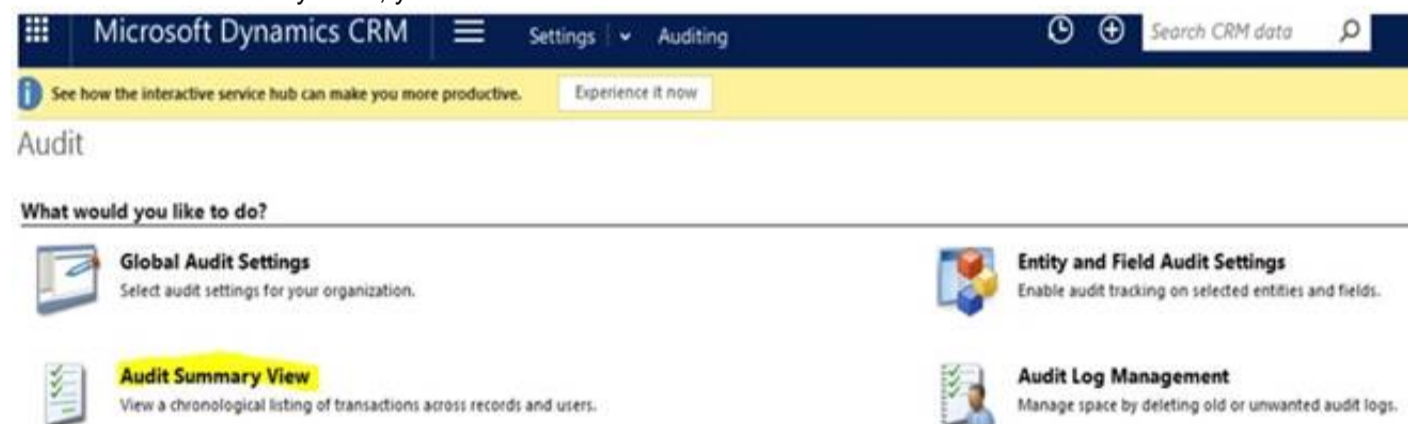 Microsoft Dynamics CRM Settings Auditing Search CRM data
See how the interactive service hub can make you more productive. Experience it now
Audit
What would you like to do?
Global Audit Settings
Select audit settings for your organization.
Entity and Field Audit Settings
Enable audit tracking on selected entities and fields.
Audit Summary View
View a chronological listing of transactions across records and users.
Audit Log Management
Manage space by deleting old or unwanted audit logs.